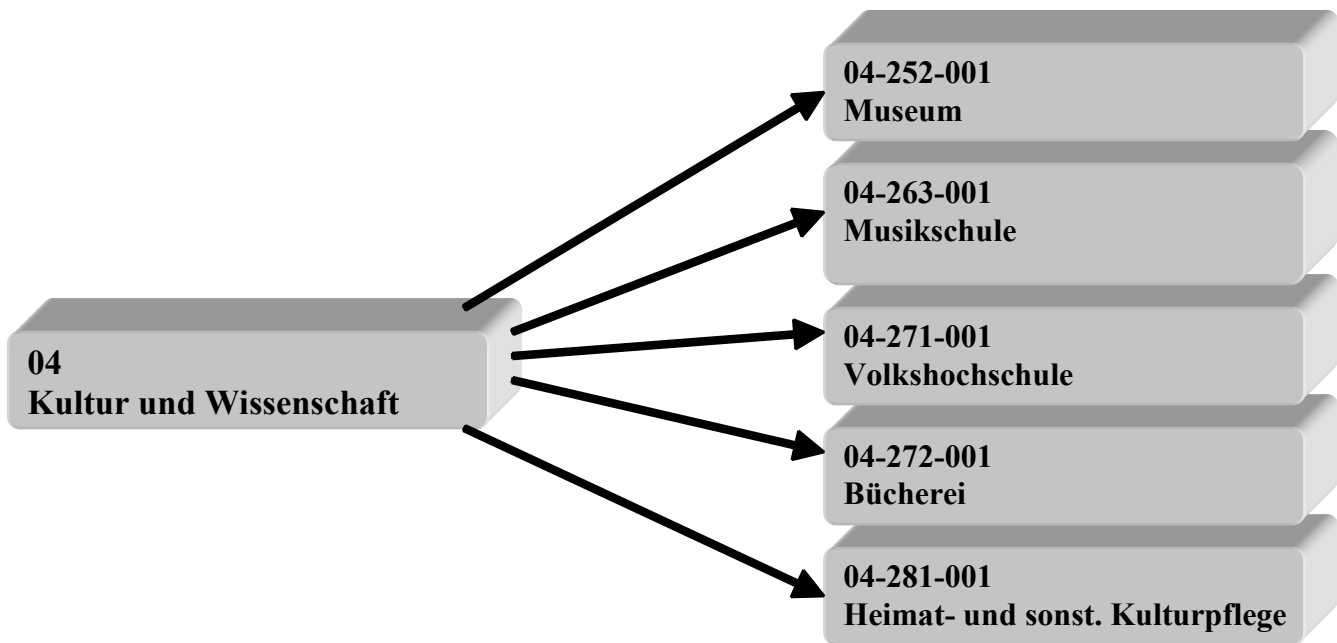 04-252-001
Museum
04-263-001
Musikschule
04
Kultur und Wissenschaft
04-271-001
Volkshochschule
04-272-001
Bücherei
04-281-001
Heimat- und sonst. Kulturpflege